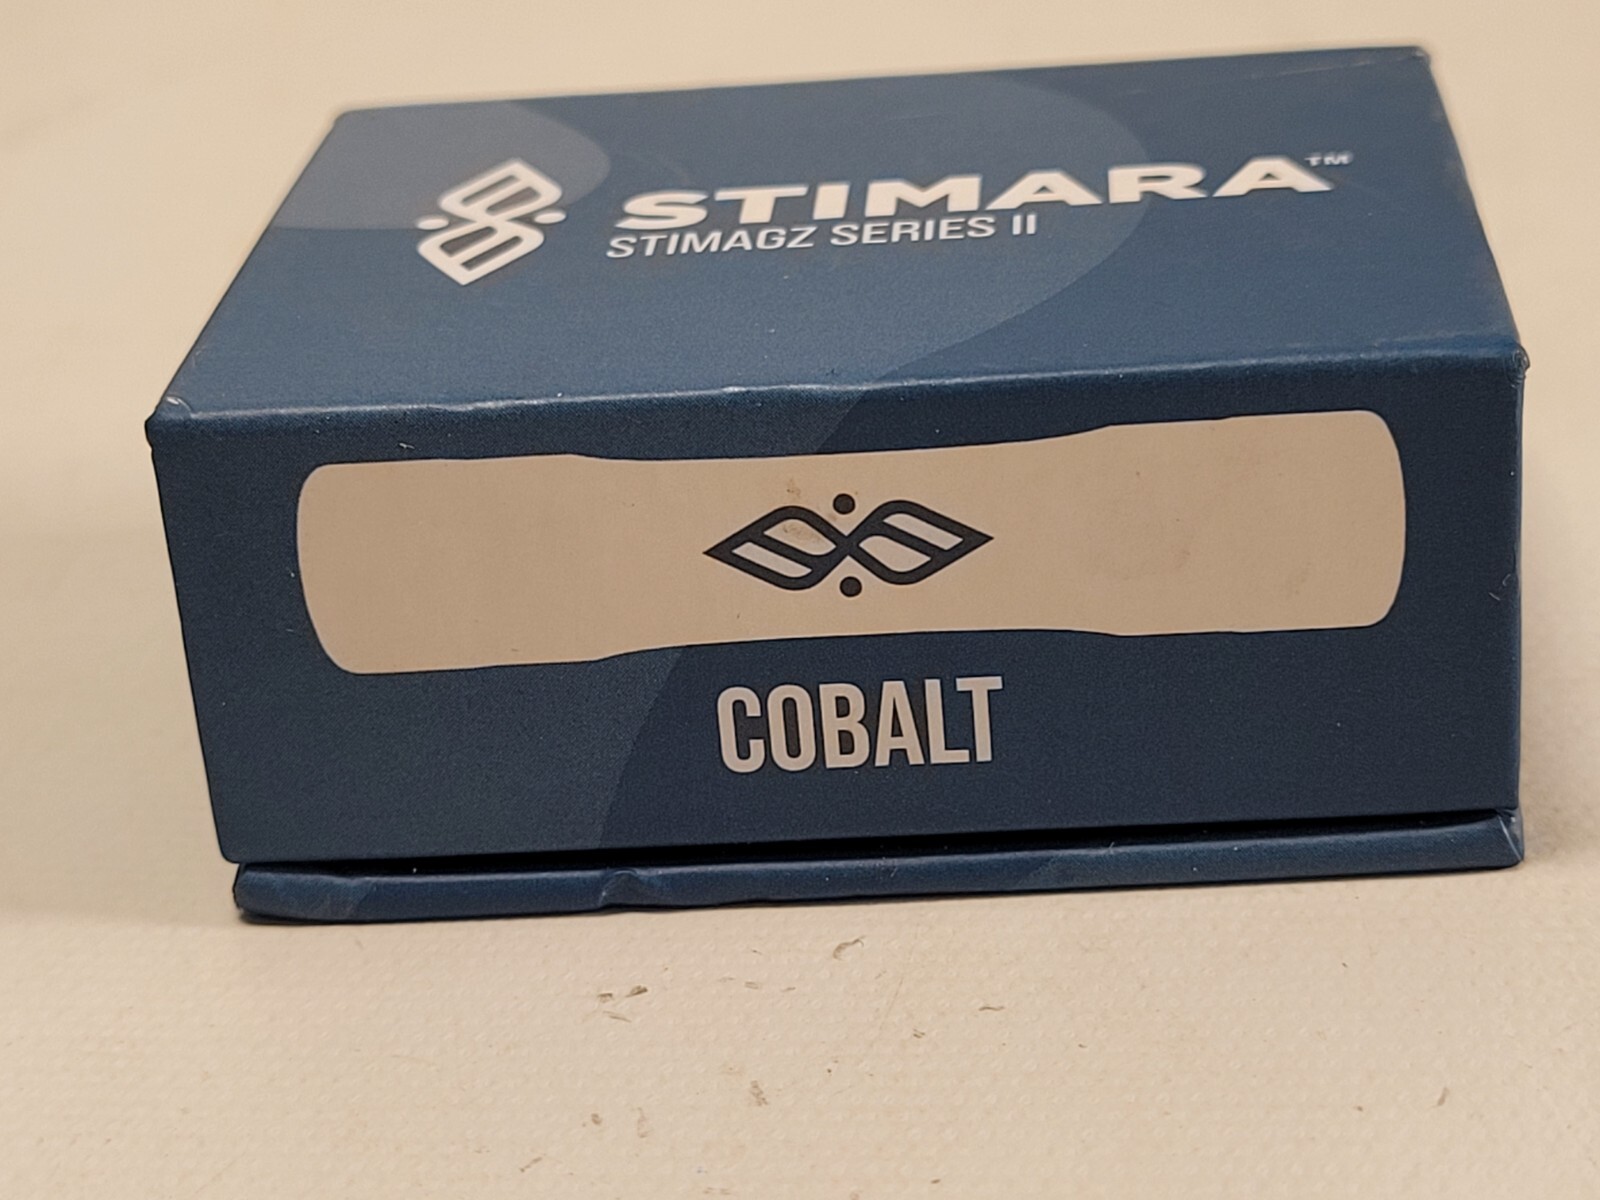 STIMARA™
STIMAGZ SERIES II
COBALT